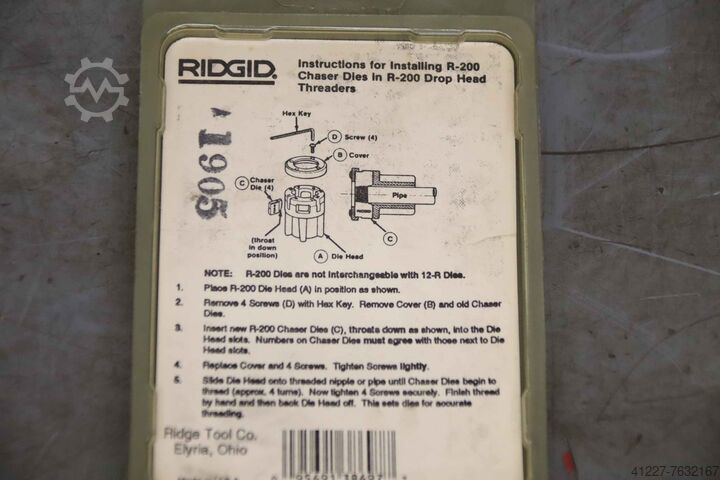 RIDGID®
Instructions for Installing R-200
Chaser Dies in R-200 Drop Head
Threaders
1905
Hex Key
D Screw (4)
B Cover
C Chaser
Die (4)
Pipe
C
(throat
in down
position)
A Die Head
NOTE: R-200 Dies are not interchangeable with 12-R Dies.
1. Place R-200 Die Head (A) in position as shown.
2. Remove 4 Screws (D) with Hex Key. Remove Cover (B) and old Chaser
Dies.
3. Insert new R-200 Chaser Dies (C), throats down as shown, into the Die
Head slots. Numbers on Chaser Dies must agree with those next to Die
Head slots.
4. Replace Cover and 4 Screws. Tighten Screws lightly.
5. Slide Die Head onto threaded nipple or pipe until Chaser Dies begin to
thread (approx. 4 turns). Now tighten 4 Screws securely. Finish thread
by hand and then back Die Head off. This sets dies for accurate
threading.
Ridge Tool Co.
Elyria, Ohio
41227-7632167